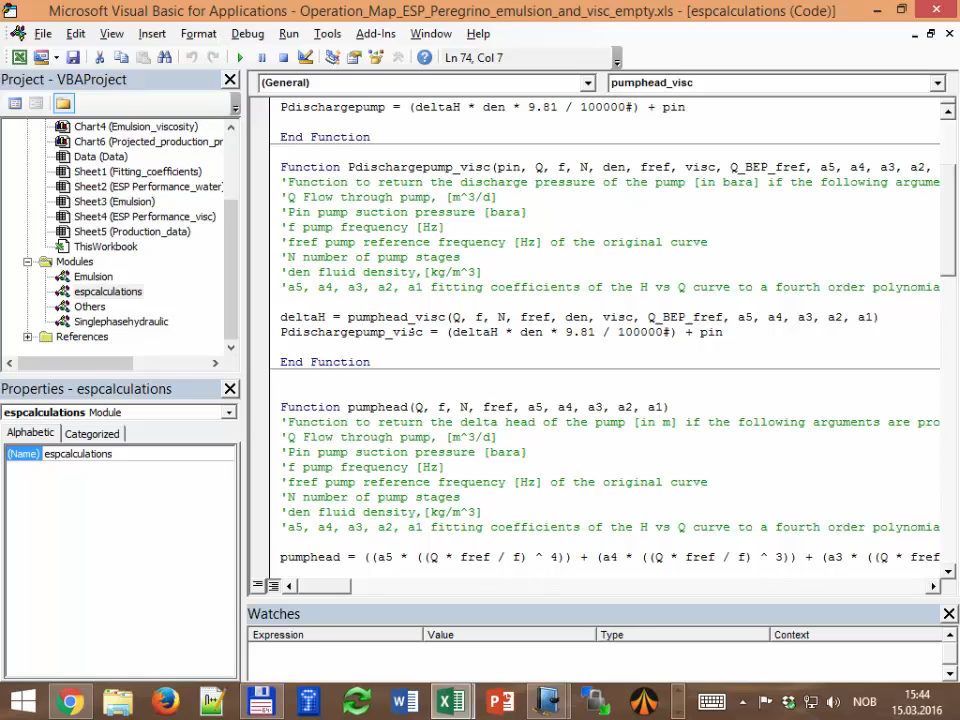 Microsoft Visual Basic for Applications - Operation_Map_ESP_Peregrino_emulsion_and_visc_empty.xls - [espcalculations (Code)]
File Edit View Insert Format Debug Run Tools Add-Ins Window Help
Ln 74, Col 7
Project - VBAProject
Chart4 (Emulsion_viscosity)
Chart6 (Projected_production_pr
Data (Data)
Sheet1 (Fitting_coefficients)
Sheet2 (ESP Performance_water)
Sheet3 (Emulsion)
Sheet4 (ESP Performance_visc)
Sheet5 (Production_data)
ThisWorkbook
Modules
Emulsion
espcalculations
Others
Singlephasehydraulic
References
Properties - espcalculations
espcalculations Module
Alphabetic Categorized
(Name) espcalculations
(General) pumphead_visc
Pdischargepump = (deltaH * den * 9.81 / 100000#) + pin
End Function
Function Pdischargepump_visc(pin, Q, f, N, den, fref, visc, Q_BEP_fref, a5, a4, a3, a2,
'Function to return the discharge pressure of the pump [in bara] if the following argume
'Q Flow through pump, [m^3/d]
'Pin pump suction pressure [bara]
'f pump frequency [Hz]
'fref pump reference frequency [Hz] of the original curve
'N number of pump stages
'den fluid density,[kg/m^3]
'a5, a4, a3, a2, a1 fitting coefficients of the H vs Q curve to a fourth order polynomia
deltaH = pumphead_visc(Q, f, N, fref, den, visc, Q_BEP_fref, a5, a4, a3, a2, a1)
Pdischargepump_visc = (deltaH * den * 9.81 / 100000#) + pin
End Function
Function pumphead(Q, f, N, fref, a5, a4, a3, a2, a1)
'Function to return the delta head of the pump [in m] if the following arguments are pro
'Q Flow through pump, [m^3/d]
'Pin pump suction pressure [bara]
'f pump frequency [Hz]
'fref pump reference frequency [Hz] of the original curve
'N number of pump stages
'den fluid density,[kg/m^3]
'a5, a4, a3, a2, a1 fitting coefficients of the H vs Q curve to a fourth order polynomia
pumphead = ((a5 * ((Q * fref / f) ^ 4)) + (a4 * ((Q * fref / f) ^ 3)) + (a3 * ((Q * fref
Watches
Expression Value Type Context
NOB
15:44
15.03.2016